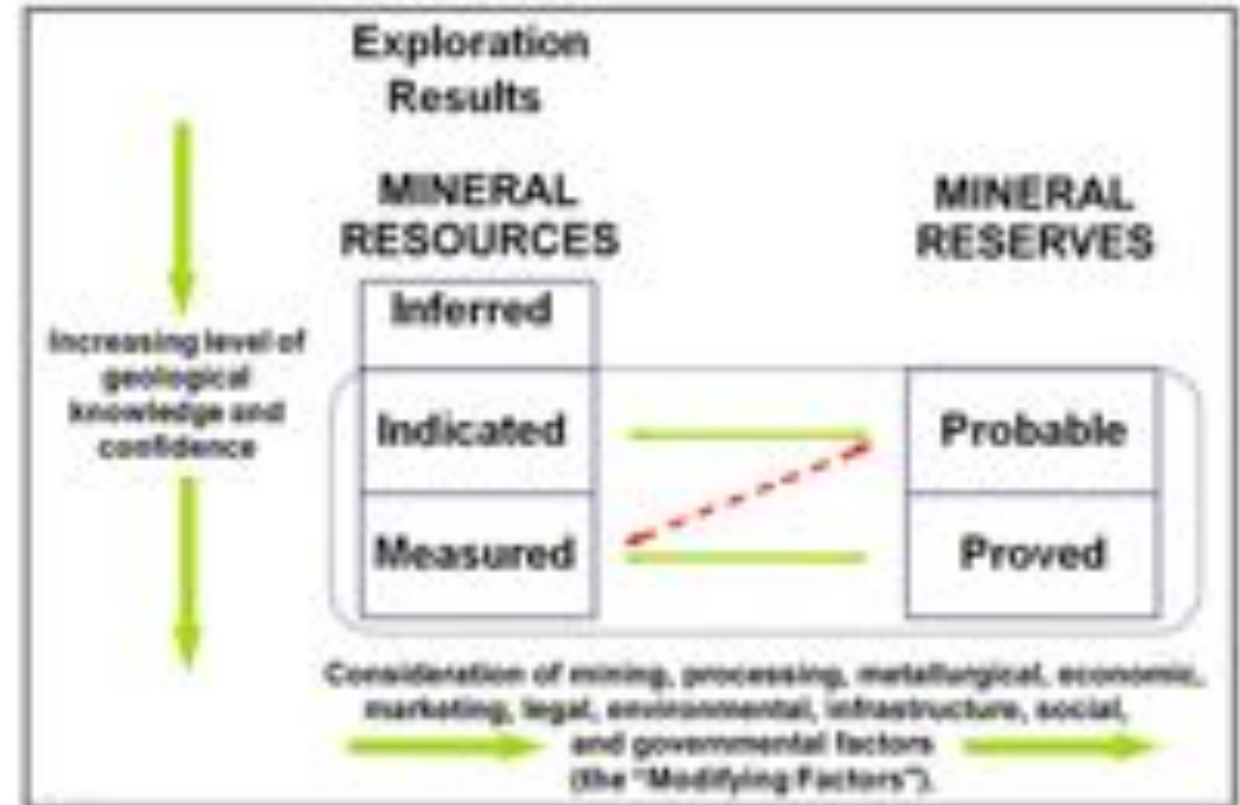 Exploration
Results
MINERAL
RESOURCES
MINERAL
RESERVES
Inferred
Increasing level of
geological
knowledge and
confidence
Indicated
Probable
Measured
Proved
Consideration of mining, processing, metallurgical, economic,
marketing, legal, environmental, infrastructure, social,
and governmental factors
(the "Modifying Factors").